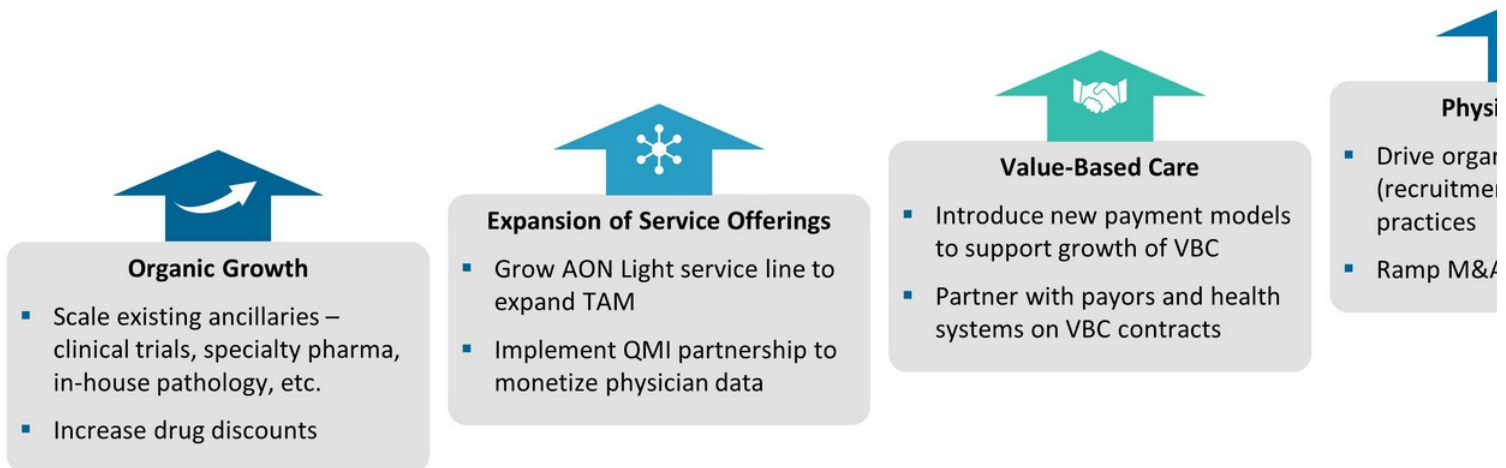 Organic Growth
Scale existing ancillaries –
clinical trials, specialty pharma,
in-house pathology, etc.
Increase drug discounts
Expansion of Service Offerings
Grow AON Light service line to
expand TAM
Implement QMI partnership to
monetize physician data
Value-Based Care
Introduce new payment models
to support growth of VBC
Partner with payors and health
systems on VBC contracts
Drive
practices
Ramp M&A